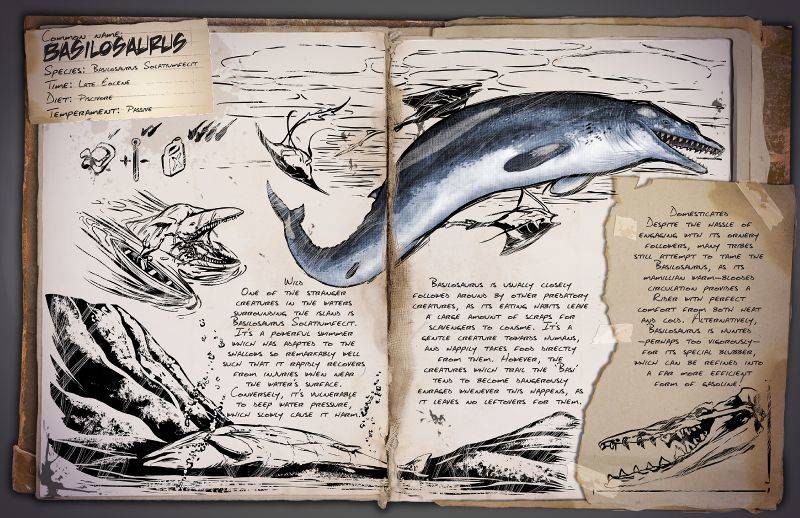 Common name:
Basilosaurus
Species: Basilosaurus Solatiumfecit
Time: Late Eocene
Diet: Piscivore
Temperament: Passive
Wild
One of the stranger
creatures in the waters
surrounding the island is
Basilosaurus Solatiumfecit.
It's a powerful swimmer
which was adapted to the
shallows so remarkably well
such that it rapidly recovers
from injuries when near
the water's surface.
Conversely, it's vulnerable
to deep water pressure,
which slowly cause it harm.
Basilosaurus is usually closely
followed around by other predatory
creatures, as its eating habits leave
a large amount of scraps for
scavengers to consume. It's a
gentle creature towards humans,
and happily takes food directly
from them. However, the
creatures which trail the 'Bas'
tend to become dangerously
enraged whenever this happens, as
it leaves no leftovers for them.
Domesticated
Despite the hassle of
engaging with its ornery
followers, many tribes
still attempt to tame the
Basilosaurus, as its
mamillian warm-blooded
circulation provides a
Rider with perfect
comfort from both heat
and cold. Alternatively,
Basilosaurus is hunted
-perhaps too vigorously-
for its special blubber,
which can be refined into
a far more efficient
form of gasoline!